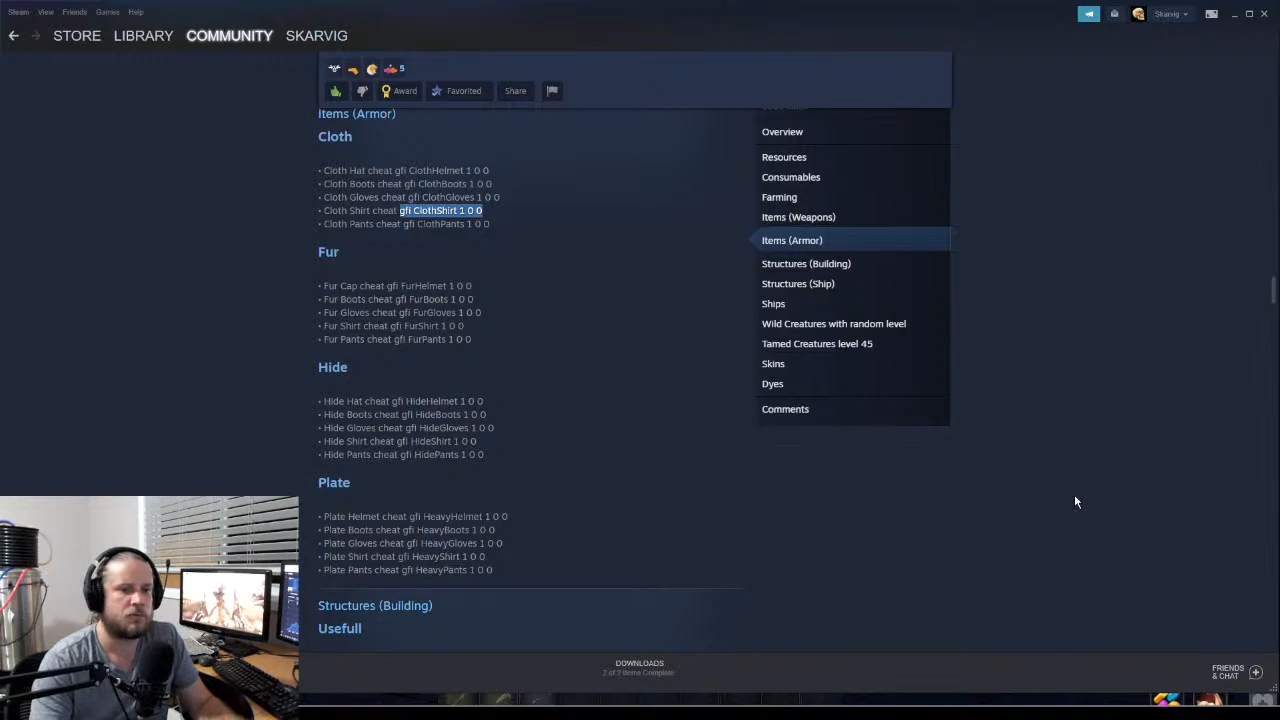 Steam View Friends Games Help
Skarvig
STORE LIBRARY COMMUNITY SKARVIG
5
Award Favorited Share
Items (Armor)
Cloth
• Cloth Hat cheat gfi ClothHelmet 1 0 0
• Cloth Boots cheat gfi ClothBoots 1 0 0
• Cloth Gloves cheat gfi ClothGloves 1 0 0
• Cloth Shirt cheat gfi ClothShirt 1 0 0
• Cloth Pants cheat gfi ClothPants 1 0 0
Fur
• Fur Cap cheat gfi FurHelmet 1 0 0
• Fur Boots cheat gfi FurBoots 1 0 0
• Fur Gloves cheat gfi FurGloves 1 0 0
• Fur Shirt cheat gfi FurShirt 1 0 0
• Fur Pants cheat gfi FurPants 1 0 0
Hide
• Hide Hat cheat gfi HideHelmet 1 0 0
• Hide Boots cheat gfi HideBoots 1 0 0
• Hide Gloves cheat gfi HideGloves 1 0 0
• Hide Shirt cheat gfi HideShirt 1 0 0
• Hide Pants cheat gfi HidePants 1 0 0
Plate
• Plate Helmet cheat gfi HeavyHelmet 1 0 0
• Plate Boots cheat gfi HeavyBoots 1 0 0
• Plate Gloves cheat gfi HeavyGloves 1 0 0
• Plate Shirt cheat gfi HeavyShirt 1 0 0
• Plate Pants cheat gfi HeavyPants 1 0 0
Structures (Building)
Usefull
Overview
Resources
Consumables
Farming
Items (Weapons)
Items (Armor)
Structures (Building)
Structures (Ship)
Ships
Wild Creatures with random level
Tamed Creatures level 45
Skins
Dyes
Comments
DOWNLOADS
Items Complete
FRIENDS
& CHAT